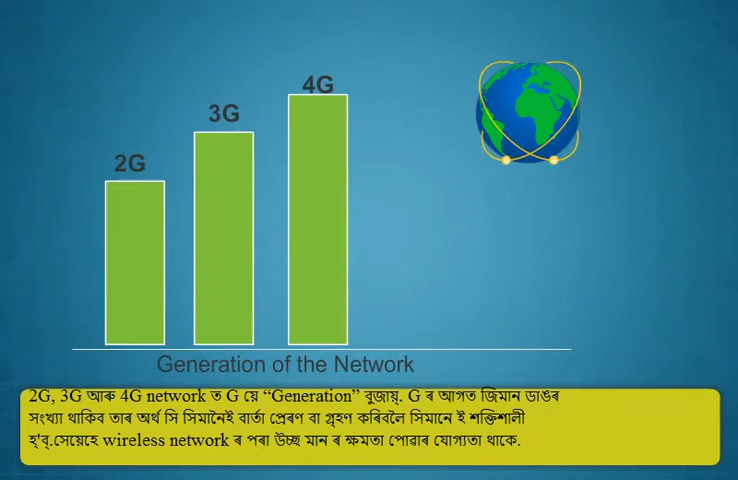 4G
3G
2G
Generation of the Network
2G, 3G আৰু 4G network ত G য়ে “Generation” বুজায়. G ৰ আগত জিমান ডাঙৰ
সংখ্যা থাকিব তাৰ অৰ্থ সি সিমানৈই বাৰ্তা প্ৰেৰণ বা গ্ৰহণ কৰিবলৈ সিমানে ই শক্তিশালী
হ'ব.সেয়েহে wireless network ৰ পৰা উচ্ছ মান ৰ ক্ষমতা পোৱাৰ যোগ্যতা থাকে.